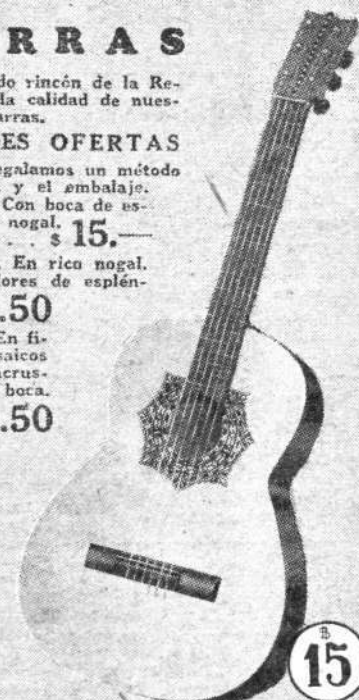 RRAS
do rincón de la Re-
da calidad de nues-
rras.
ES OFERTAS
egalamos un método
y el embalaje.
Con boca de es-
nogal.
. . $ 15.—
En rico nogal.
ores de esplén-
.50
En fi-
saicos
ncrus-
boca.
.50
15